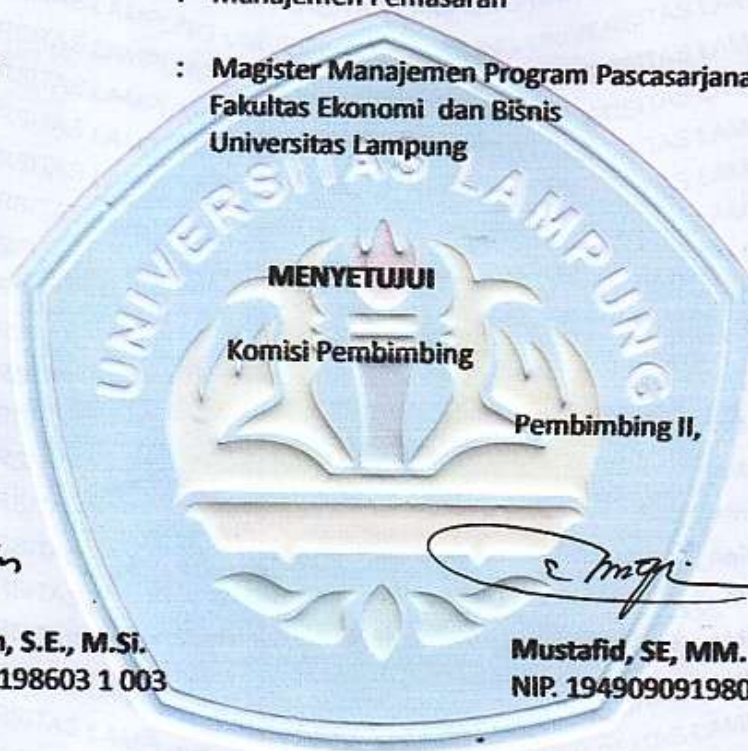 : Manajemen Pemasaran
: Magister Manajemen Program Pascasarjana
Fakultas Ekonomi dan Bisnis
Universitas Lampung
UNIVERSITAS LAMPUNG
MENYETUJUI
Komisi Pembimbing
Pembimbing II,
, S.E., M.Si.
198603 1 003
Mustafid, SE, MM.
NIP. 194909091980